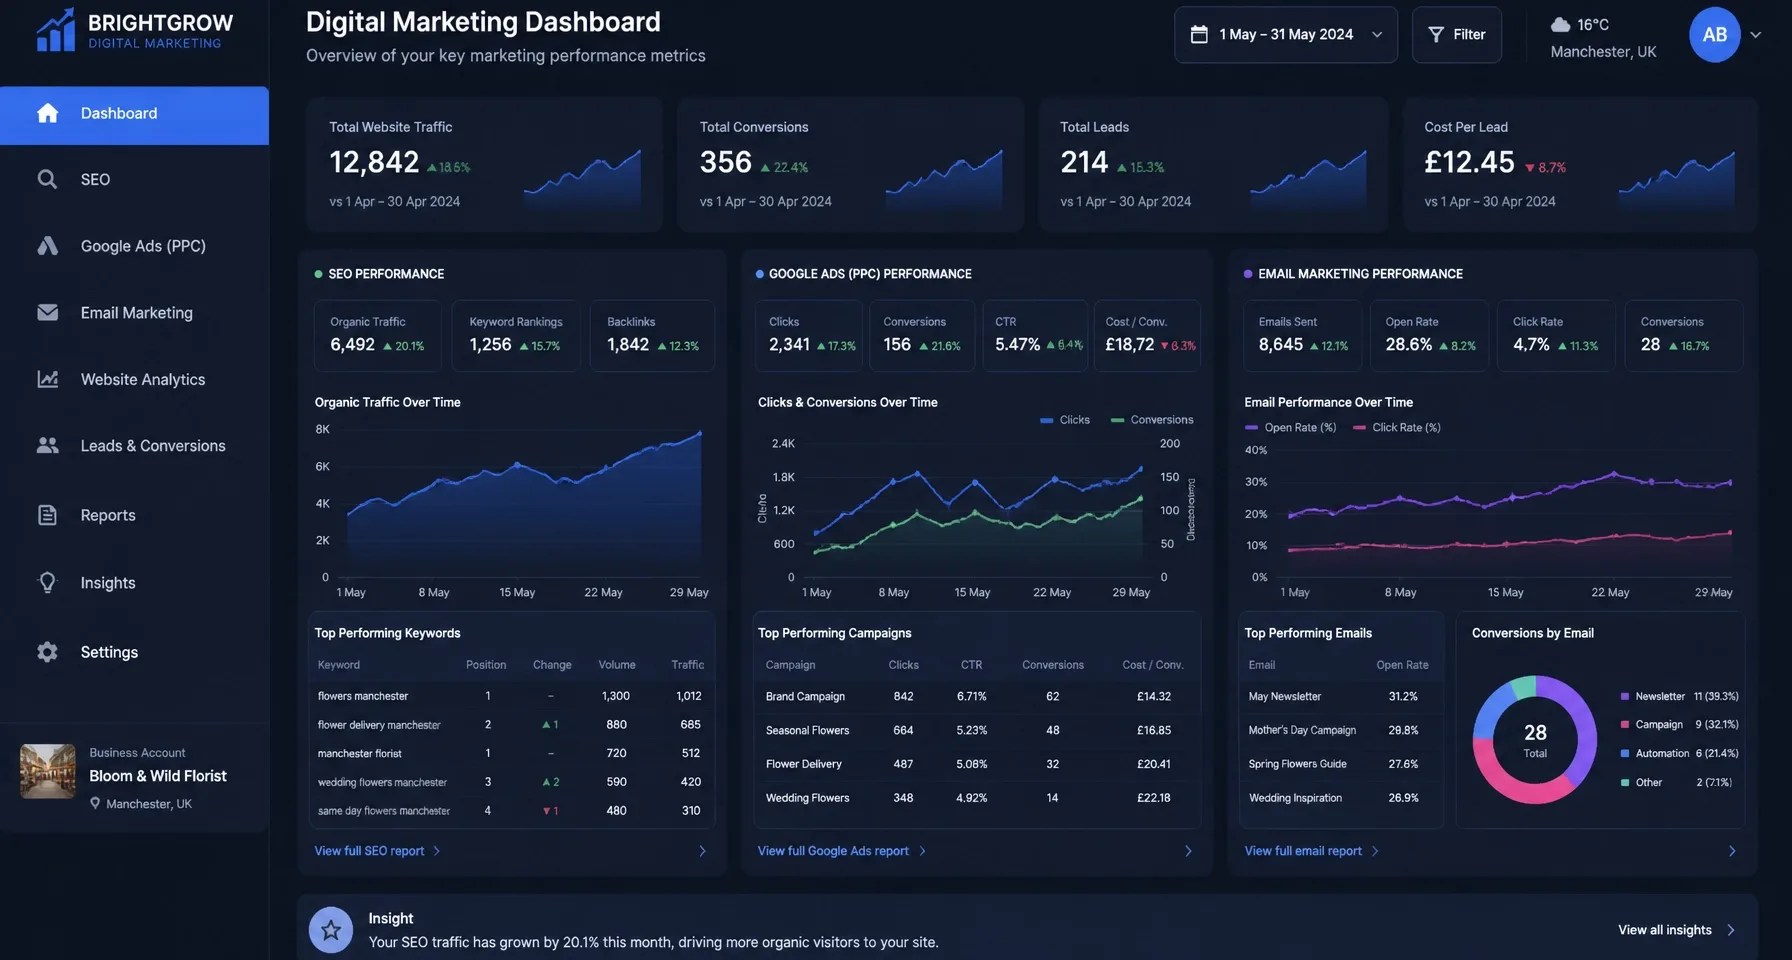 BRIGHTGROW
DIGITAL MARKETING
Dashboard
SEO
Google Ads (PPC)
Email Marketing
Website Analytics
Leads & Conversions
Reports
Insights
Settings
Business Account
Bloom & Wild Florist
Manchester, UK
Digital Marketing Dashboard
Overview of your key marketing performance metrics
1 May – 31 May 2024
Filter
16°C
Manchester, UK
AB
Total Website Traffic
12,842
vs 1 Apr – 30 Apr 2024
Total Conversions
356 22.4%
vs 1 Apr – 30 Apr 2024
Total Leads
214
vs 1 Apr – 30 Apr 2024
Cost Per Lead
£12.45 8.7%
vs 1 Apr – 30 Apr 2024
SEO PERFORMANCE
Organic Traffic
6,492 20.1%
Keyword Rankings
1,256 15.7%
Backlinks
1,842 12.3%
Organic Traffic Over Time
8K
6K
4K
2K
0
1 May 8 May 15 May 22 May 29 May
Top Performing Keywords
Keyword Position Change Volume Traffic
flowers manchester 1 – 1,300 1,012
flower delivery manchester 2 1 880 685
manchester florist 1 – 720 512
wedding flowers manchester 3 2 590 420
same day flowers manchester 4 1 480 310
View full SEO report
GOOGLE ADS (PPC) PERFORMANCE
Clicks
2,341 17.3%
Conversions
156 21.6%
CTR
5.47%
Cost / Conv.
£18,72
Clicks & Conversions Over Time
Clicks Conversions
2.4K
1.8K
1.2K
600
0
200
150
100
50
0
1 May 8 May 15 May 22 May 29 May
Top Performing Campaigns
Campaign Clicks CTR Conversions Cost / Conv.
Brand Campaign 842 6.71% 62 £14.32
Seasonal Flowers 664 5.23% 48 £16.85
Flower Delivery 487 5.08% 32 £20.41
Wedding Flowers 348 4.92% 14 £22.18
View full Google Ads report
EMAIL MARKETING PERFORMANCE
Emails Sent
8,645 12.1%
Open Rate
28.6% 8.2%
Click Rate
4,7% 11.3%
Conversions
28 16.7%
Email Performance Over Time
Open Rate (%) Click Rate (%)
40%
30%
20%
10%
0%
1 May 8 May 15 May 22 May 29 May
Top Performing Emails
Email Open Rate
May Newsletter 31.2%
Mother's Day Campaign 29.8%
Spring Flowers Guide 27.6%
Wedding Inspiration 26.9%
Conversions by Email
28
Total
Newsletter 11 (39.3%)
Campaign 9 (32.1%)
Automation 6 (21.4%)
Other 2 (7.1%)
View full email report
Insight
Your SEO traffic has grown by 20.1% this month, driving more organic visitors to your site.
View all insights